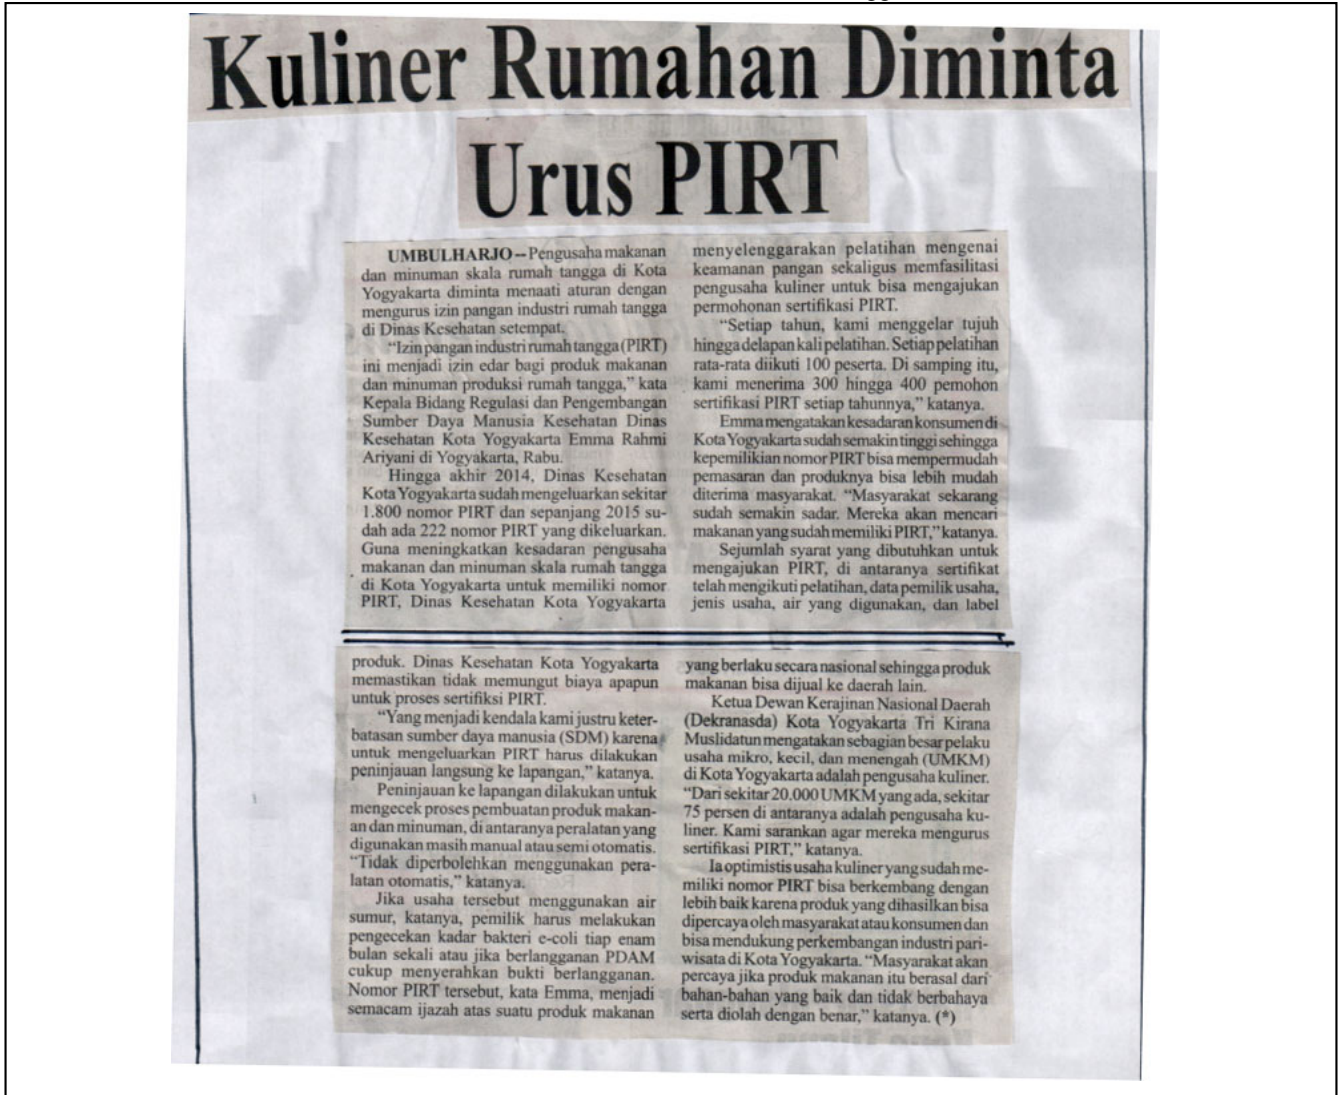 Kuliner Rumahan Diminta
Urus PIRT
UMBULHARJO – Pengusaha makanan
dan minuman skala rumah tangga di Kota
Yogyakarta diminta menaati aturan dengan
mengurus izin pangan industri rumah tangga
di Dinas Kesehatan setempat.
“Izin pangan industri rumah tangga (PIRT)
ini menjadi izin edar bagi produk makanan
dan minuman produksi rumah tangga,” kata
Kepala Bidang Regulasi dan Pengembangan
Sumber Daya Manusia Kesehatan Dinas
Kesehatan Kota Yogyakarta Emma Rahmi
Ariyani di Yogyakarta, Rabu.
Hingga akhir 2014, Dinas Kesehatan
Kota Yogyakarta sudah mengeluarkan sekitar
1.800 nomor PIRT dan sepanjang 2015 su-
dah ada 222 nomor PIRT yang dikeluarkan.
Guna meningkatkan kesadaran pengusaha
makanan dan minuman skala rumah tangga
di Kota Yogyakarta untuk memiliki nomor
PIRT, Dinas Kesehatan Kota Yogyakarta
menyelenggarakan pelatihan mengenai
keamanan pangan sekaligus memfasilitasi
pengusaha kuliner untuk bisa mengajukan
permohonan sertifikasi PIRT.
“Setiap tahun, kami menggelar tujuh
hingga delapan kali pelatihan. Setiap pelatihan
rata-rata diikuti 100 peserta. Di samping itu,
kami menerima 300 hingga 400 pemohon
sertifikasi PIRT setiap tahunnya,” katanya.
Emma mengatakan kesadaran konsumen di
Kota Yogyakarta sudah semakin tinggi sehingga
kepemilikan nomor PIRT bisa mempermudah
pemasaran dan produknya bisa lebih mudah
diterima masyarakat. “Masyarakat sekarang
sudah semakin sadar. Mereka akan mencari
makanan yang sudah memiliki PIRT,” katanya.
Sejumlah syarat yang dibutuhkan untuk
mengajukan PIRT, di antaranya sertifikat
telah mengikuti pelatihan, data pemilik usaha,
jenis usaha, air yang digunakan, dan label
produk. Dinas Kesehatan Kota Yogyakarta
memastikan tidak memungut biaya apapun
untuk proses sertifiksi PIRT.
“Yang menjadi kendala kami justru keter-
batasan sumber daya manusia (SDM) karena
untuk mengeluarkan PIRT harus dilakukan
peninjauan langsung ke lapangan,” katanya.
Peninjauan ke lapangan dilakukan untuk
mengecek proses pembuatan produk makan-
an dan minuman, di antaranya peralatan yang
digunakan masih manual atau semi otomatis.
“Tidak diperbolehkan menggunakan pera-
latan otomatis,” katanya.
Jika usaha tersebut menggunakan air
sumur, katanya, pemilik harus melakukan
pengecekan kadar bakteri e-coli tiap enam
bulan sekali atau jika berlangganan PDAM
cukup menyerahkan bukti berlangganan.
Nomor PIRT tersebut, kata Emma, menjadi
semacam ijazah atas suatu produk makanan
yang berlaku secara nasional sehingga produk
makanan bisa dijual ke daerah lain.
Ketua Dewan Kerajinan Nasional Daerah
(Dekranasda) Kota Yogyakarta Tri Kirana
Muslidatun mengatakan sebagian besar pelaku
usaha mikro, kecil, dan menengah (UMKM)
di Kota Yogyakarta adalah pengusaha kuliner.
“Dari sekitar 20.000 UMKM yang ada, sekitar
75 persen di antaranya adalah pengusaha ku-
liner. Kami sarankan agar mereka mengurus
sertifikasi PIRT,” katanya.
Ia optimistis usaha kuliner yang sudah me-
miliki nomor PIRT bisa berkembang dengan
lebih baik karena produk yang dihasilkan bisa
dipercaya oleh masyarakat atau konsumen dan
bisa mendukung perkembangan industri pari-
wisata di Kota Yogyakarta. “Masyarakat akan
percaya jika produk makanan itu berasal dari
bahan-bahan yang baik dan tidak berbahaya
serta diolah dengan benar,” katanya. (*)